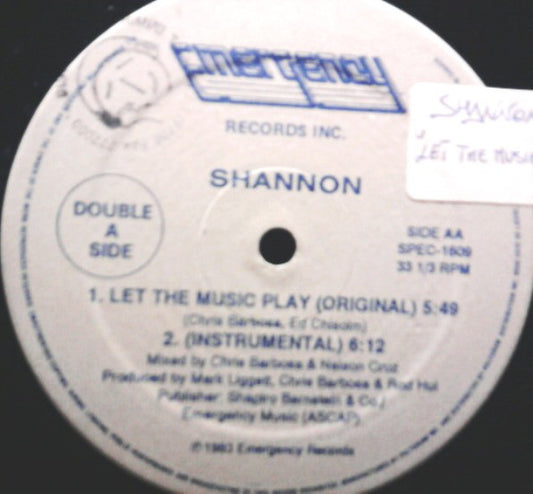 emergency
RECORDS INC.
SHANNON
DOUBLE
A
SIDE
SIDE AA
SPEC-1609
33 1/3 RPM
SHANNON
LET THE MUSIC
1. LET THE MUSIC PLAY (ORIGINAL) 5:49
(Chris Barbosa, Ed Chisolm)
2. (INSTRUMENTAL) 6:12
Mixed by Chris Barbosa & Nelson Cruz
Produced by Mark Liggett, Chris Barbosa & Rod Hui
Publisher: Shapiro Bernstein & Co./
Emergency Music (ASCAP)
©1983 Emergency Records